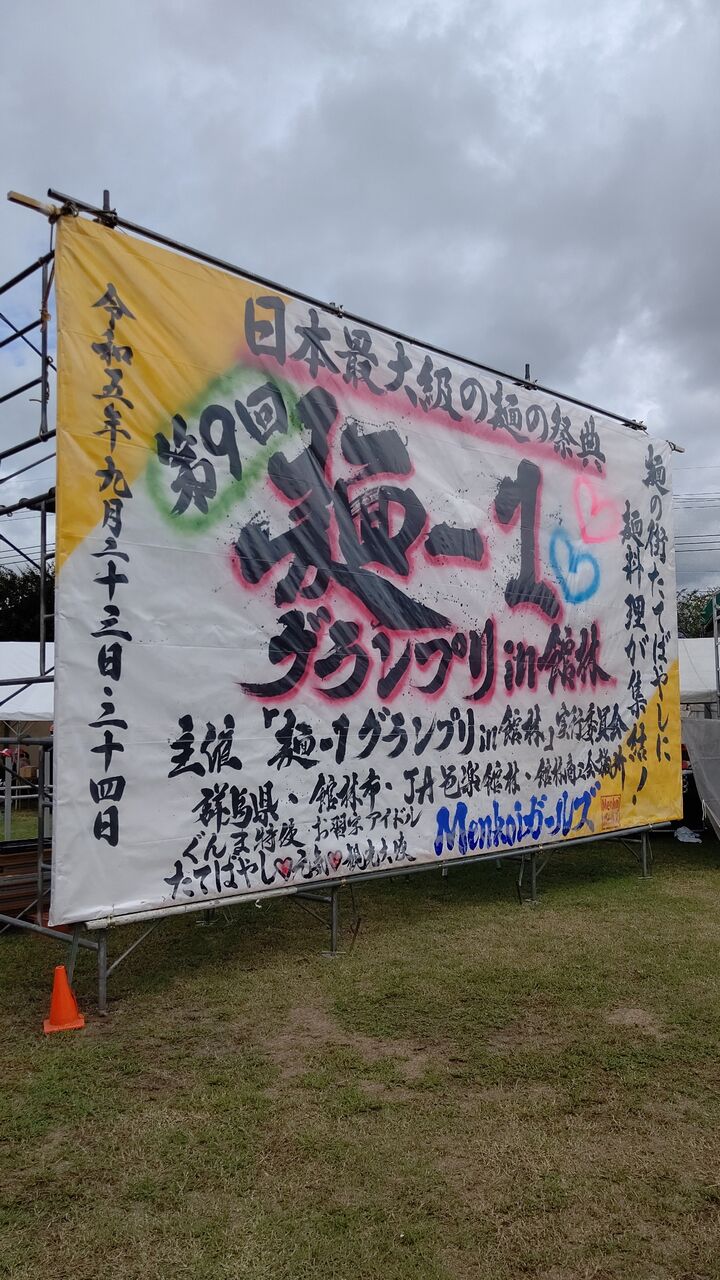 日本最大級の麺の祭典
第9回
麺-1
グランプリin館林
麺の街たてばやしに
麺料理が集結!
令和五年九月二十三日・二十四日
主催「麺-1グランプリin館林」実行委員会
群馬県・館林市・JA邑楽館林・館林商工会議所
ぐんま特使 お羽家アイドル
たてばやし♥元気♥観光大使
Menkoiガールズ